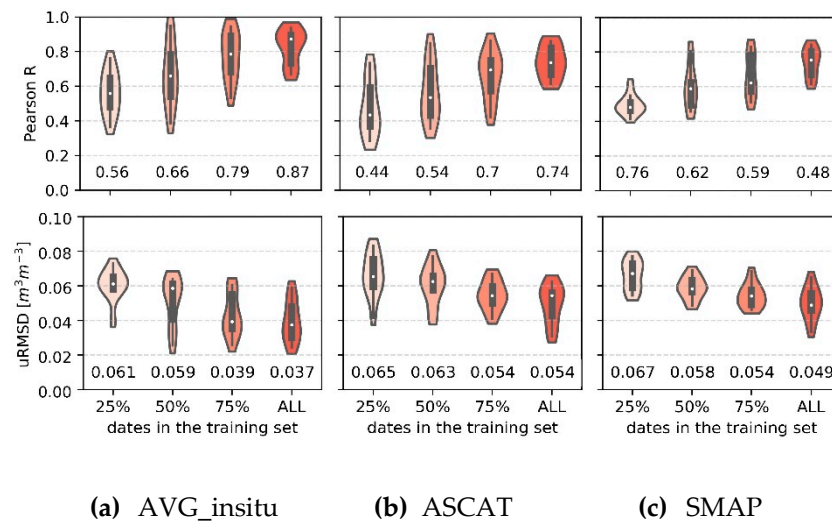 1.0
0.8
0.6
0.4
0.2
0.0
Pearson R
0.56 0.66 0.79 0.87
0.44 0.54 0.7 0.74
0.76 0.62 0.59 0.48
0.10
0.08
0.06
0.04
0.02
0.00
uRMSD [m³m⁻³]
0.061 0.059 0.039 0.037
0.065 0.063 0.054 0.054
0.067 0.058 0.054 0.049
25% 50% 75% ALL
dates in the training set
25% 50% 75% ALL
dates in the training set
25% 50% 75% ALL
dates in the training set
(a) AVG_insitu
(b) ASCAT
(c) SMAP